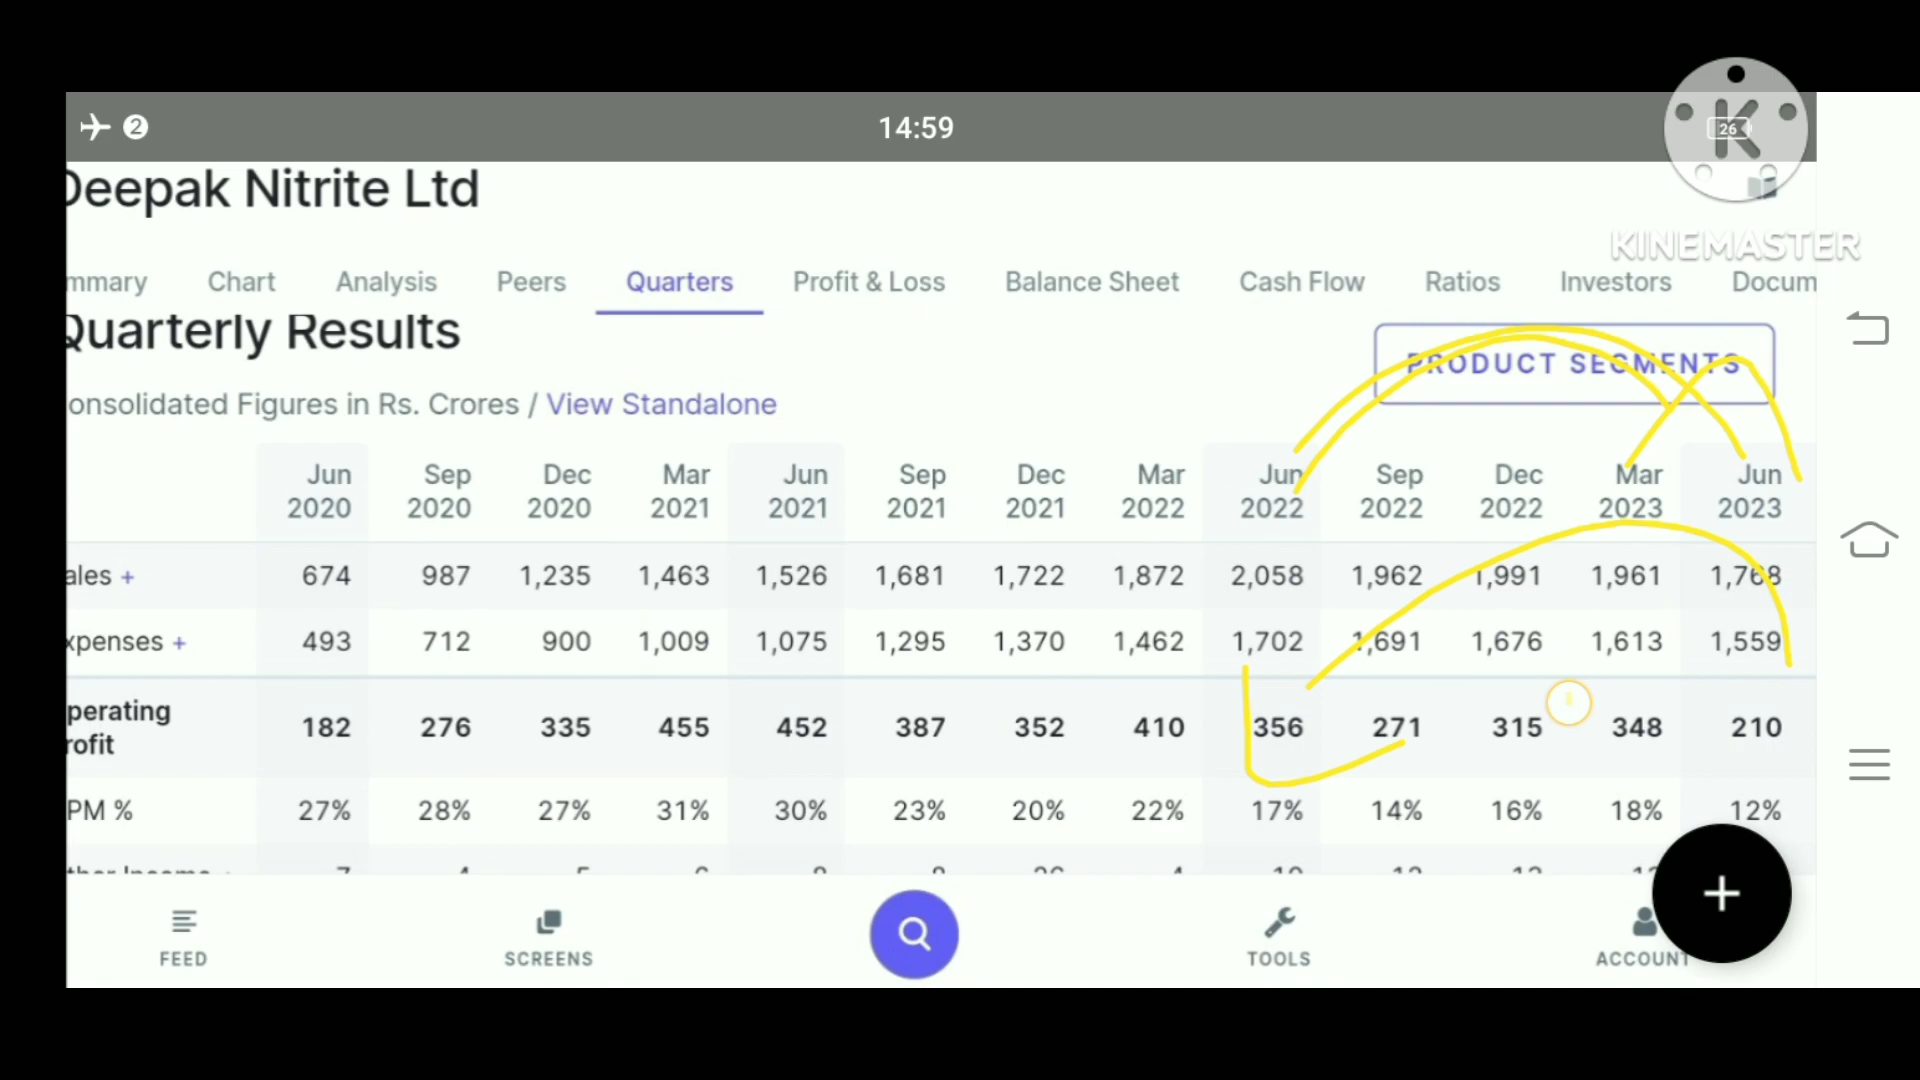 2 14:59 26
Deepak Nitrite Ltd
KINEMASTER
mmary Chart Analysis Peers Quarters Profit & Loss Balance Sheet Cash Flow Ratios Investors Docum
Quarterly Results
PRODUCT SEGMENTS
onsolidated Figures in Rs. Crores / View Standalone
Jun 2020 Sep 2020 Dec 2020 Mar 2021 Jun 2021 Sep 2021 Dec 2021 Mar 2022 Jun 2022 Sep 2022 Dec 2022 Mar 2023 Jun 2023
ales + 674 987 1,235 1,463 1,526 1,681 1,722 1,872 2,058 1,962 1,991 1,961 1,768
xpenses + 493 712 900 1,009 1,075 1,295 1,370 1,462 1,702 1,691 1,676 1,613 1,559
perating
rofit 182 276 335 455 452 387 352 410 356 271 315 348 210
PM % 27% 28% 27% 31% 30% 23% 20% 22% 17% 14% 16% 18% 12%
FEED SCREENS TOOLS ACCOUNT